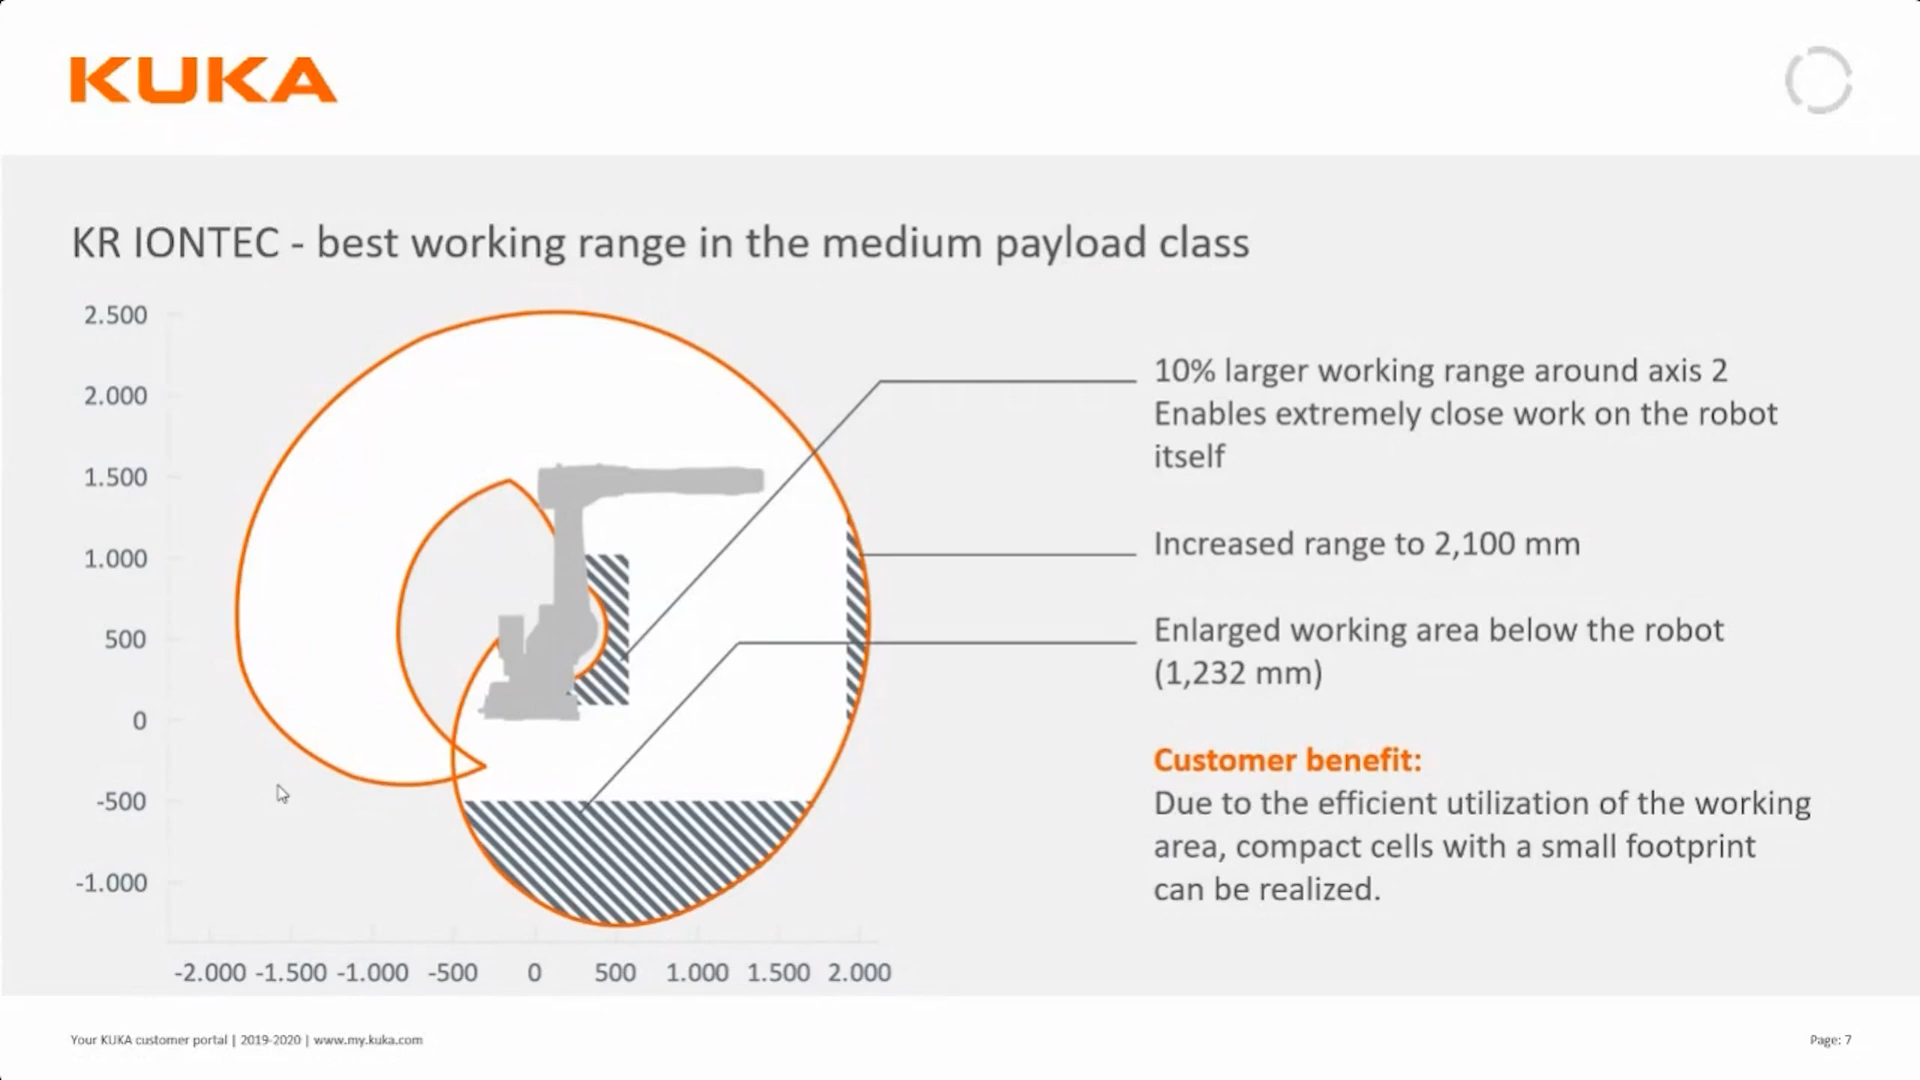 KUKA
KR IONTEC - best working range in the medium payload class
2.500
2.000
1.500
1.000
500
0
-500
-1.000
-2.000 -1.500 -1.000 -500 0 500 1.000 1.500 2.000
10% larger working range around axis 2
Enables extremely close work on the robot
itself
Increased range to 2,100 mm
Enlarged working area below the robot
(1,232 mm)
Customer benefit:
Due to the efficient utilization of the working
area, compact cells with a small footprint
can be realized.
Your KUKA customer portal | 2019-2020 | www.my.kuka.com
Page: 7